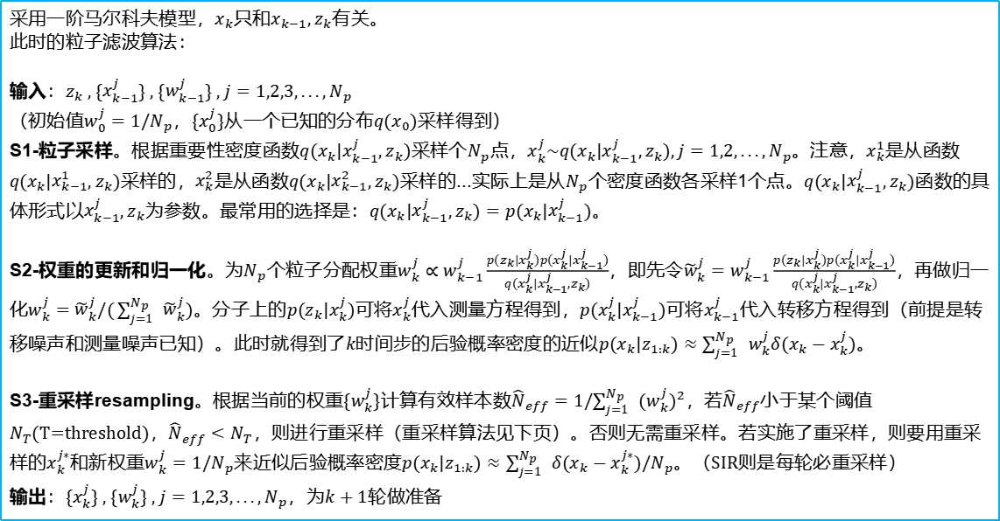 采用一阶马尔科夫模型，$x_k$只和$x_{k-1},z_k$有关。
此时的粒子滤波算法：
输入：$z_k,\{x_{k-1}^j\},\{w_{k-1}^j\},j=1,2,3,\ldots,N_p$
（初始值$w_0^j=1/N_p$，$\{x_0^j\}$从一个已知的分布$q(x_0)$采样得到）
S1-粒子采样。根据重要性密度函数$q(x_k|x_{k-1}^j,z_k)$采样个$N_p$点，$x_k^j\sim q(x_k|x_{k-1}^j,z_k),j=1,2,\ldots,N_p$。注意，$x_k^1$是从函数
$q(x_k|x_{k-1}^1,z_k)$采样的，$x_k^2$是从函数$q(x_k|x_{k-1}^2,z_k)$采样的…实际上是从$N_p$个密度函数各采样1个点。$q(x_k|x_{k-1}^j,z_k)$函数的具
体形式以$x_{k-1}^j,z_k$为参数。最常用的选择是：$q(x_k|x_{k-1}^j,z_k)=p(x_k|x_{k-1}^j)$。
S2-权重的更新和归一化。为$N_p$个粒子分配权重$w_k^j\propto w_{k-1}^j\frac{p(z_k|x_k^j)p(x_k^j|x_{k-1}^j)}{q(x_k^j|x_{k-1}^j,z_k)}$，即先令$\tilde{w}_k^j=w_{k-1}^j\frac{p(z_k|x_k^j)p(x_k^j|x_{k-1}^j)}{q(x_k^j|x_{k-1}^j,z_k)}$，再做归一
化$w_k^j=\tilde{w}_k^j/(\sum_{j=1}^{N_p}\tilde{w}_k^j)$。分子上的$p(z_k|x_k^j)$可将$x_k^j$代入测量方程得到，$p(x_k^j|x_{k-1}^j)$可将$x_{k-1}^j$代入转移方程得到（前提是转
移噪声和测量噪声已知）。此时就得到了$k$时间步的后验概率密度的近似$p(x_k|z_{1:k})\approx\sum_{j=1}^{N_p}w_k^j\delta(x_k-x_k^j)$。
S3-重采样resampling。根据当前的权重$\{w_k^j\}$计算有效样本数$\hat{N}_{eff}=1/\sum_{j=1}^{N_p}(w_k^j)^2$，若$\hat{N}_{eff}$小于某个阈值
$N_T$(T=threshold)，$\hat{N}_{eff}<N_T$，则进行重采样（重采样算法见下页）。否则无需重采样。若实施了重采样，则要用重采
样的$x_k^{j*}$和新权重$w_k^j=1/N_p$来近似后验概率密度$p(x_k|z_{1:k})\approx\sum_{j=1}^{N_p}\delta(x_k-x_k^{j*})/N_p$。（SIR则是每轮必重采样）
输出：$\{x_k^j\},\{w_k^j\},j=1,2,3,\ldots,N_p$，为$k+1$轮做准备